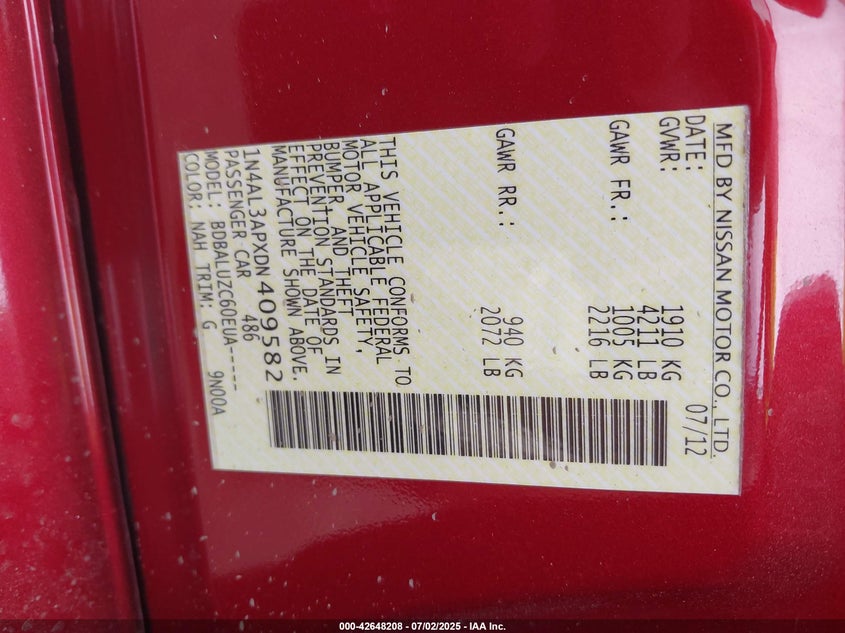 MFD BY NISSAN MOTOR CO., LTD.
DATE: 07/12
GVWR: 1910 KG
4211 LB
GAWR FR.: 1005 KG
2216 LB
GAWR RR.: 940 KG
2072 LB
THIS VEHICLE CONFORMS TO
ALL APPLICABLE FEDERAL
MOTOR VEHICLE SAFETY,
BUMPER, AND THEFT
PREVENTION STANDARDS IN
EFFECT ON THE DATE OF
MANUFACTURE SHOWN ABOVE.
1N4AL3APXDN409582
PASSENGER CAR 486
MODEL: BDBALUZC60EUA-----
COLOR: NAH TRIM: G 9N00A
000-42648208 - 07/02/2025 - IAA Inc.